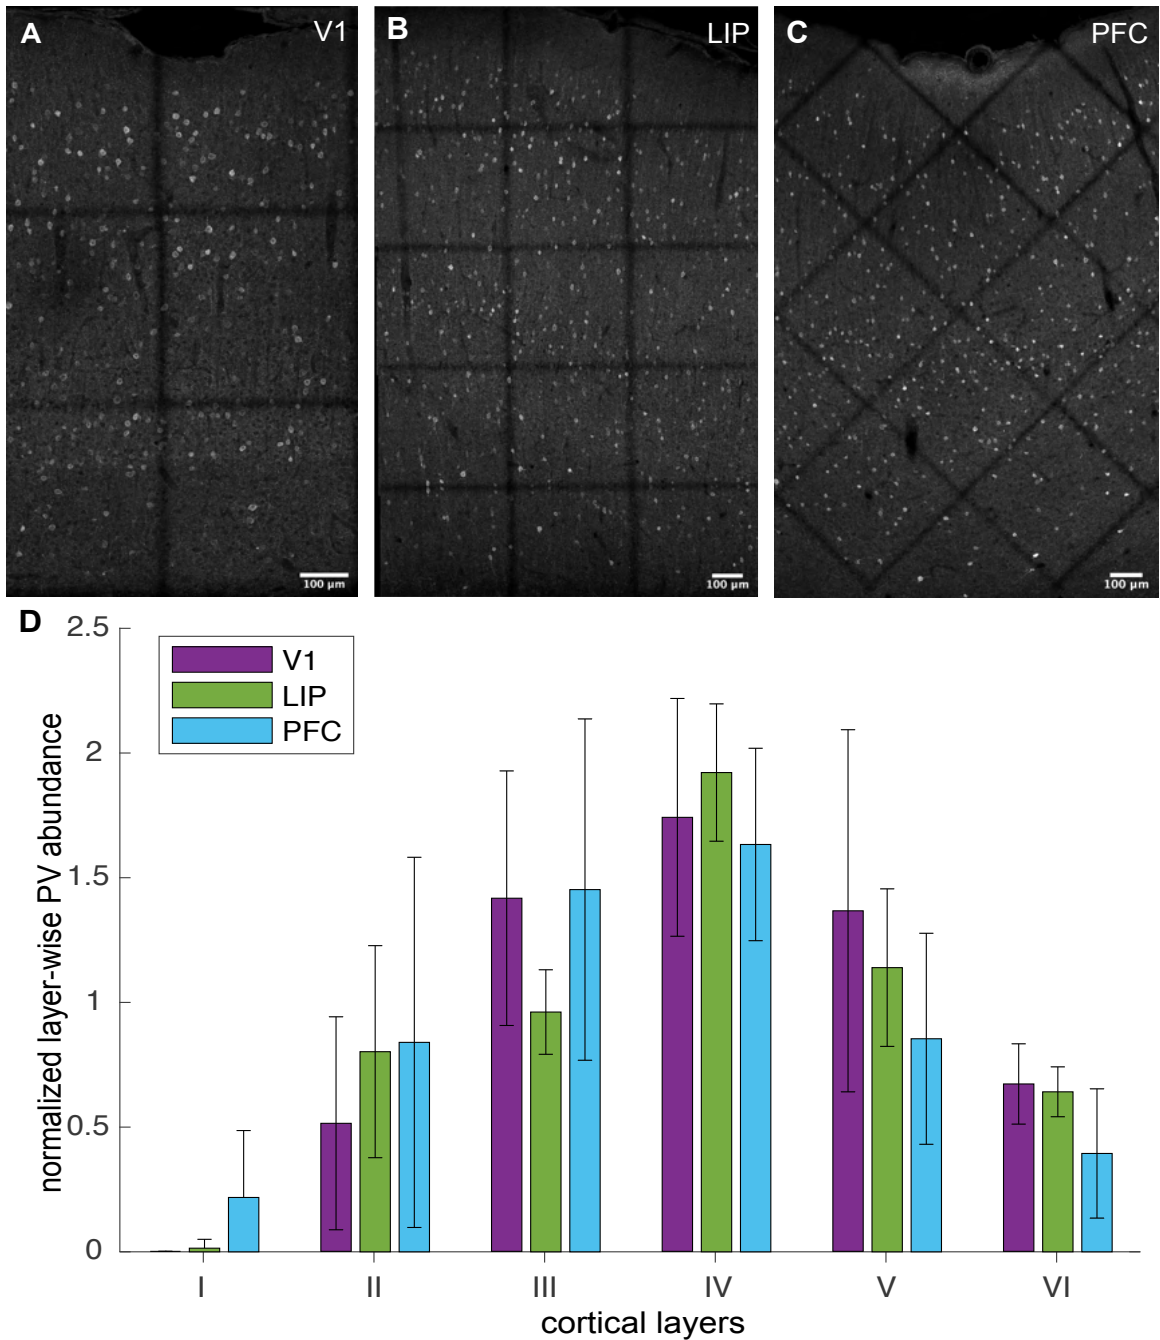 A V1
B LIP
C PFC
100 µm
100 µm
100 µm
D
2.5
2
1.5
1
0.5
0
normalized layer-wise PV abundance
V1
LIP
PFC
I II III IV V VI
cortical layers